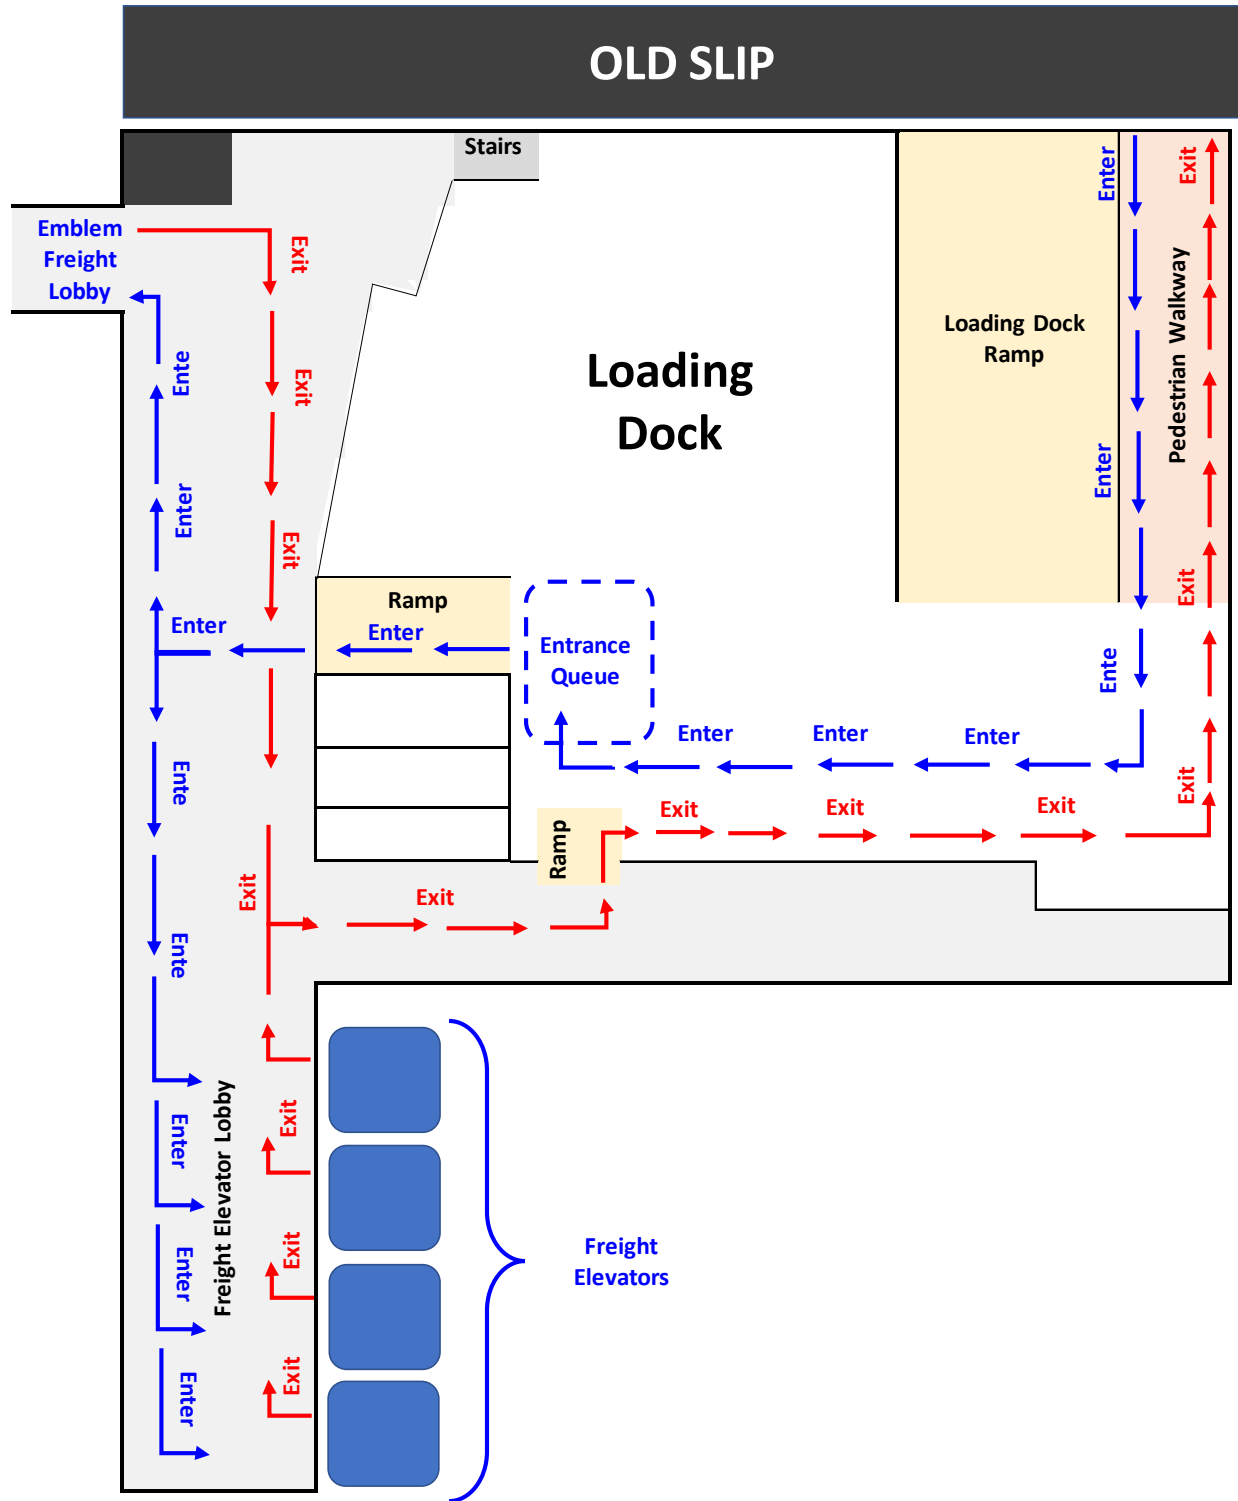 OLD SLIP
Stairs
Enter
Exit
Emblem
Freight
Lobby
Exit
Pedestrian Walkway
Loading Dock
Ramp
Loading
Dock
Ente
Exit
Enter
Enter
Exit
Exit
Ramp
Enter
Enter
Entrance
Queue
Ente
Enter
Enter
Enter
Ente
Exit
Exit
Exit
Exit
Ramp
Exit
Exit
Ente
Freight Elevator Lobby
Enter
Exit
Enter
Exit
Freight
Elevators
Enter
Exit